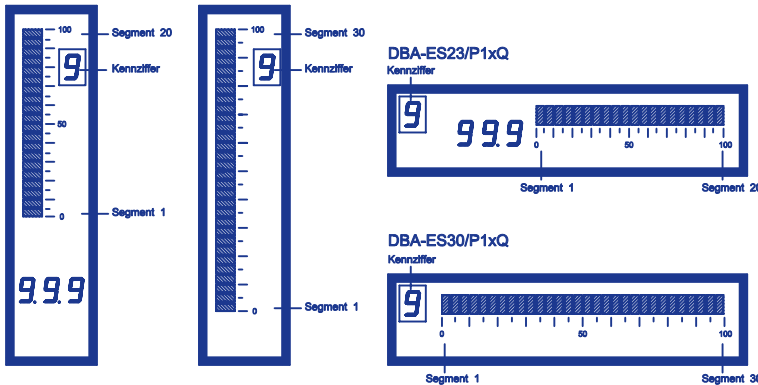 100
Segment 20
9
Kennziffer
50
Segment 1
0
9.9.9
100
Segment 30
9
Kennziffer
Segment 1
0
DBA-ES23/P1xQ
Kennziffer
9
99.9
0
50
100
Segment 1
Segment 20
DBA-ES30/P1xQ
Kennziffer
9
0
50
100
Segment 1
Segment 30